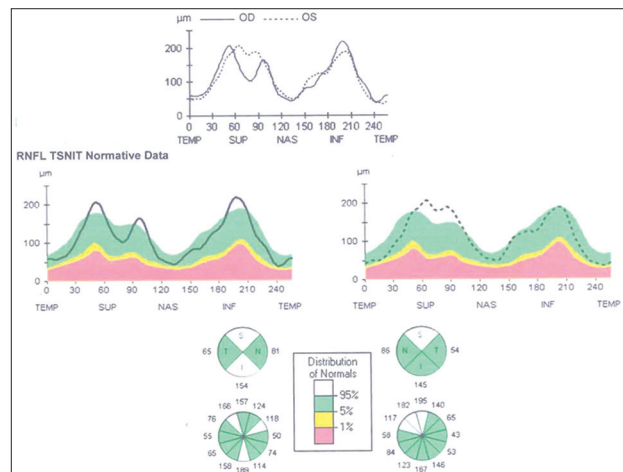 µm OD OS
200
100
0
0 30 60 90 120 150 180 210 240
TEMP SUP NAS INF TEMP
RNFL TSNIT Normative Data
µm µm
200 200
100 100
0 0
0 30 60 90 120 150 180 210 240 0 30 60 90 120 150 180 210 240
TEMP SUP NAS INF TEMP TEMP SUP NAS INF TEMP
S S
65 T N 81 86 N T 54
I I
154 145
Distribution
of Normals
95%
5%
1%
157 195
166 124 182 140
76 118 117 65
55 50 58 43
65 74 84 53
158 114 123 146
189 167